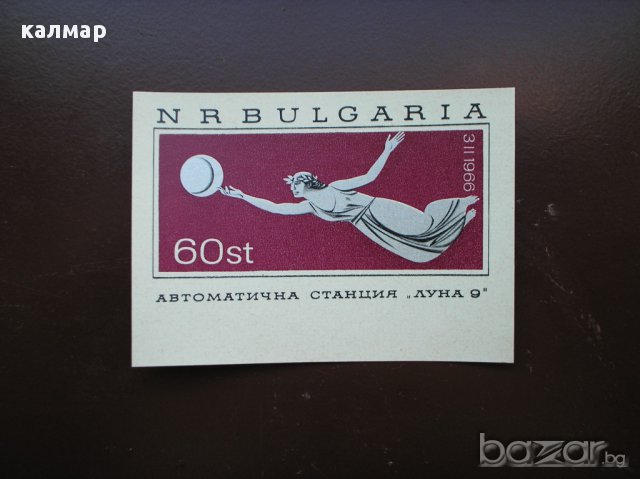 калмар
N R BULGARIA
3 II 1966
60st
АВТОМАТИЧНА СТАНЦИЯ „ЛУНА 9"
bazar.bg